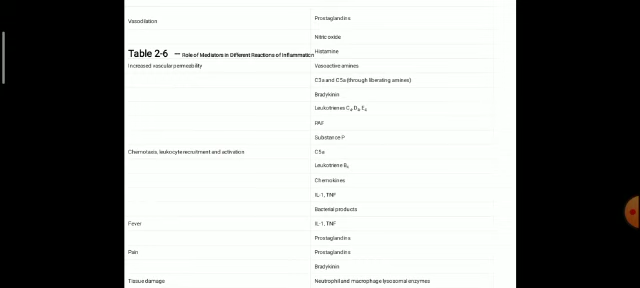 Vasodilation Prostaglandins
Nitric oxide
Table 2-6 — Role of Mediators in Different Reactions of Inflammation Histamine
Increased vascular permeability Vasoactive amines
C3a and C5a (through liberating amines)
Bradykinin
Leukotrienes C₄, D₄, E₄
PAF
Substance P
Chemotaxis, leukocyte recruitment and activation C5a
Leukotriene B₄
Chemokines
IL-1, TNF
Bacterial products
Fever IL-1, TNF
Prostaglandins
Pain Prostaglandins
Bradykinin
Tissue damage Neutrophil and macrophage lysosomal enzymes